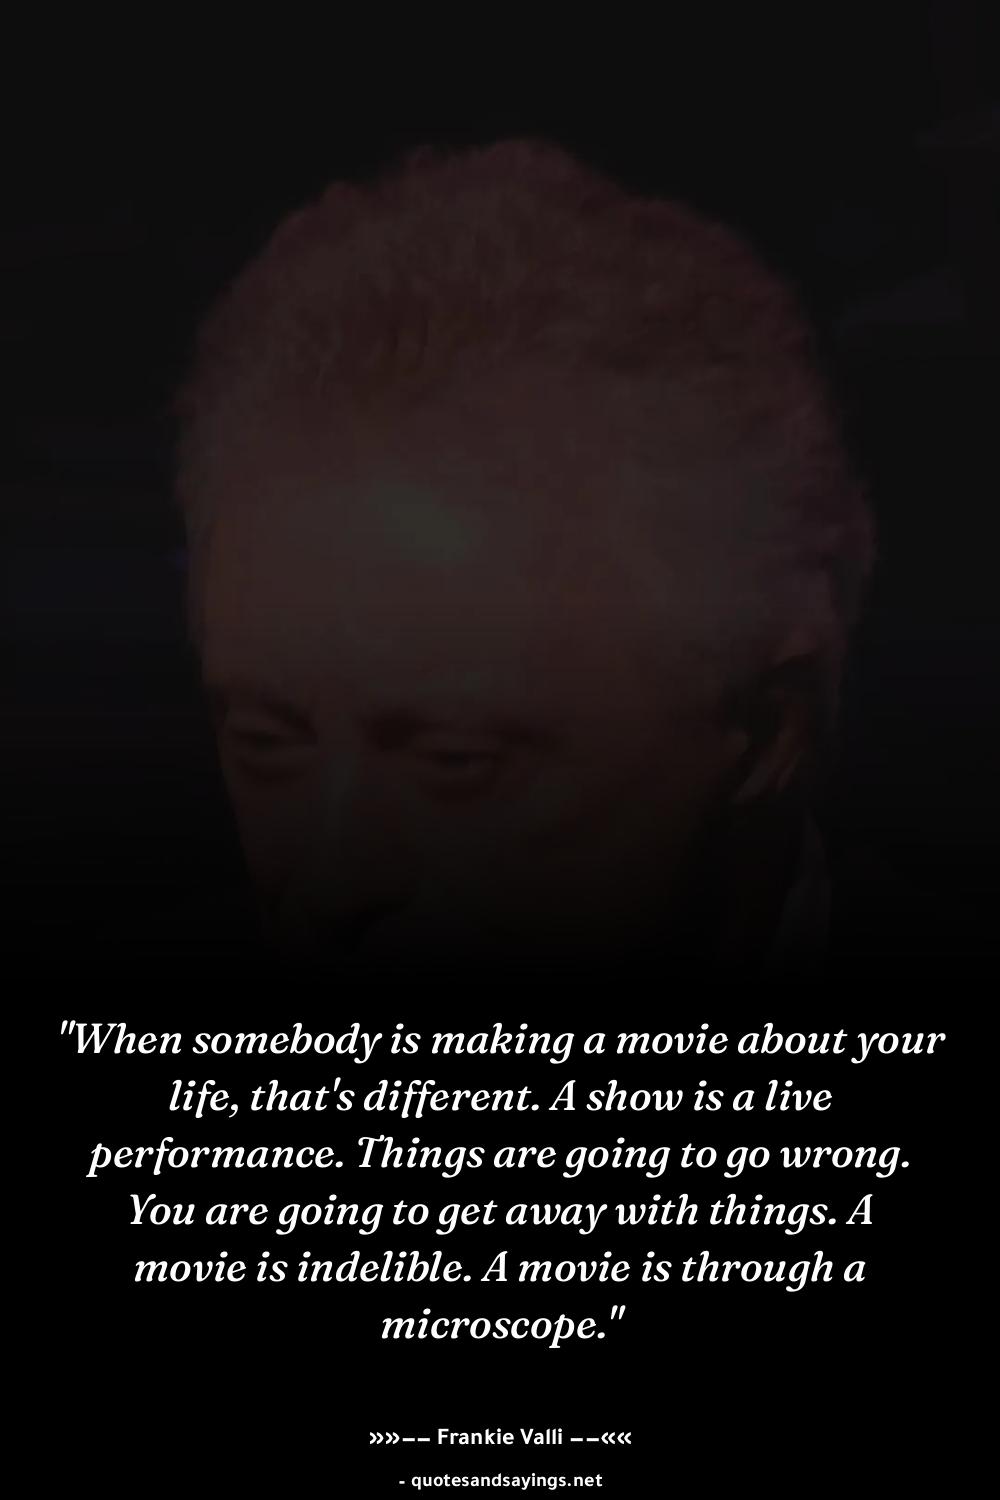 "When somebody is making a movie about your
life, that's different. A show is a live
performance. Things are going to go wrong.
You are going to get away with things. A
movie is indelible. A movie is through a
microscope."
»»−− Frankie Valli −−««
- quotesandsayings.net